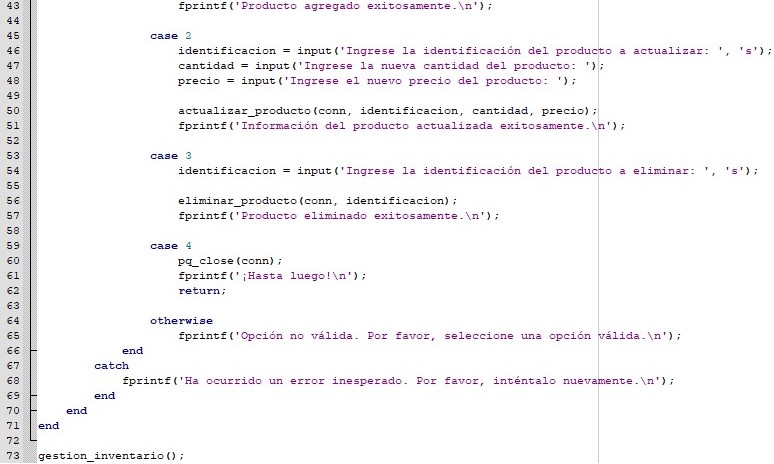 43 fprintf('Producto agregado exitosamente.\n');
44
45 case 2
46 identificacion = input('Ingrese la identificación del producto a actualizar: ', 's');
47 cantidad = input('Ingrese la nueva cantidad del producto: ');
48 precio = input('Ingrese el nuevo precio del producto: ');
49
50 actualizar_producto(conn, identificacion, cantidad, precio);
51 fprintf('Información del producto actualizada exitosamente.\n');
52
53 case 3
54 identificacion = input('Ingrese la identificación del producto a eliminar: ', 's');
55
56 eliminar_producto(conn, identificacion);
57 fprintf('Producto eliminado exitosamente.\n');
58
59 case 4
60 pq_close(conn);
61 fprintf('¡Hasta luego!\n');
62 return;
63
64 otherwise
65 fprintf('Opción no válida. Por favor, seleccione una opción válida.\n');
66 end
67 catch
68 fprintf('Ha ocurrido un error inesperado. Por favor, inténtalo nuevamente.\n');
69 end
70 end
71 end
72
73 gestion_inventario();